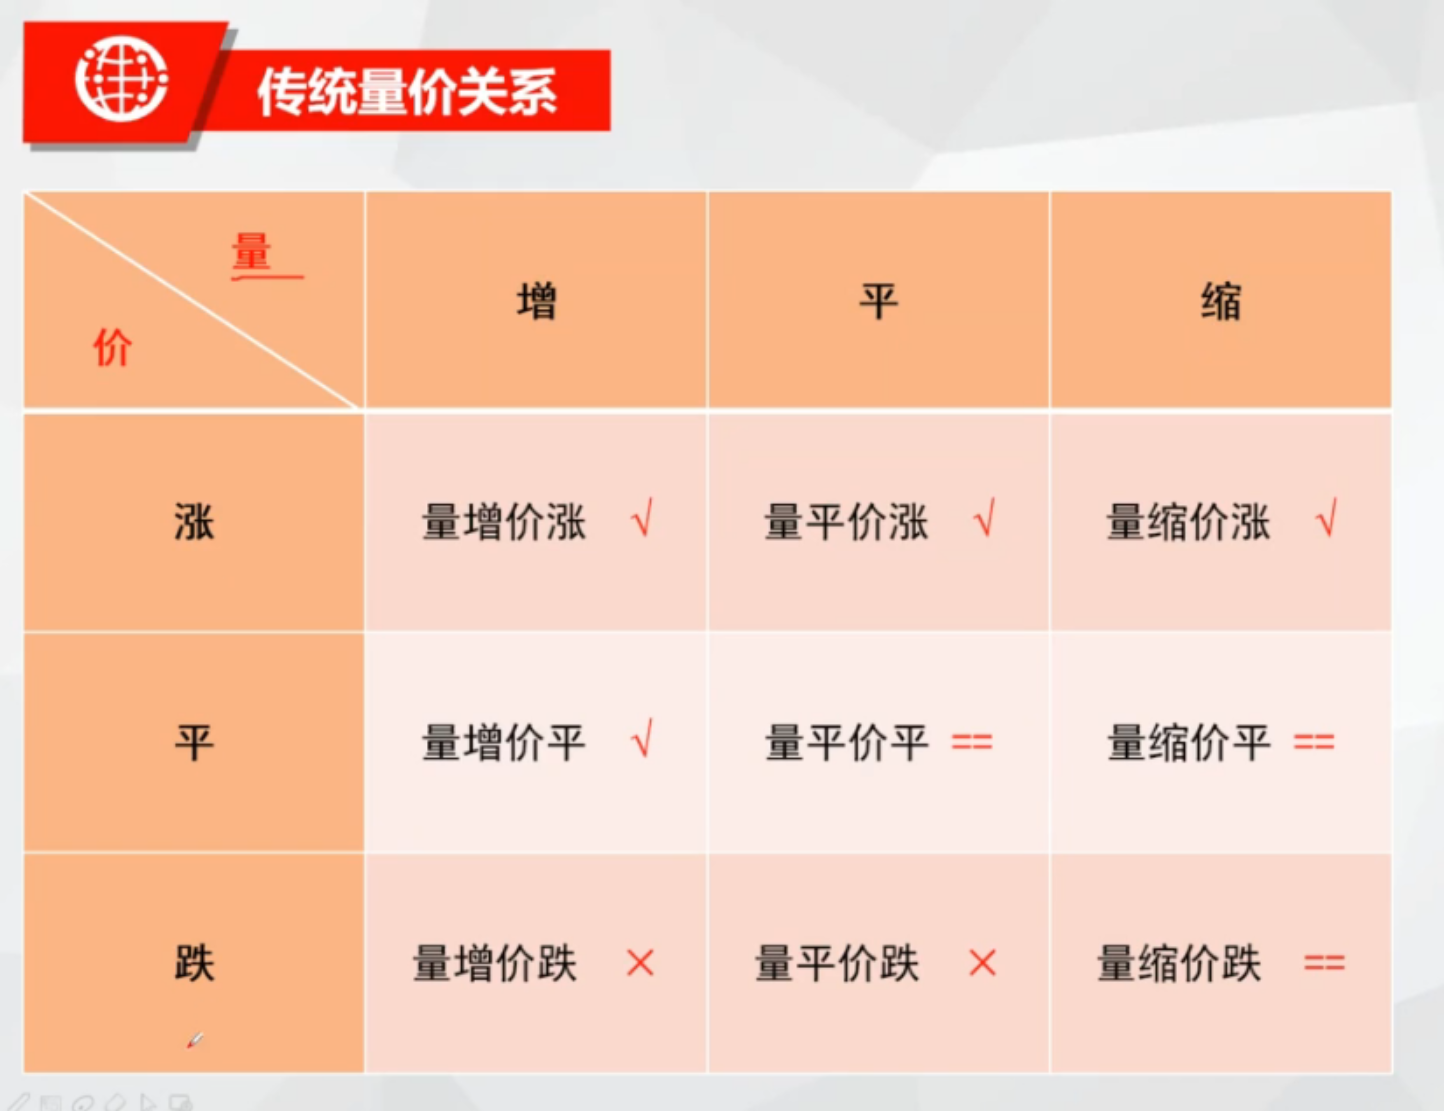 传统量价关系
量
价
增
平
缩
涨
量增价涨 √
量平价涨 √
量缩价涨 √
平
量增价平 √
量平价平 ==
量缩价平 ==
跌
量增价跌 ×
量平价跌 ×
量缩价跌 ==